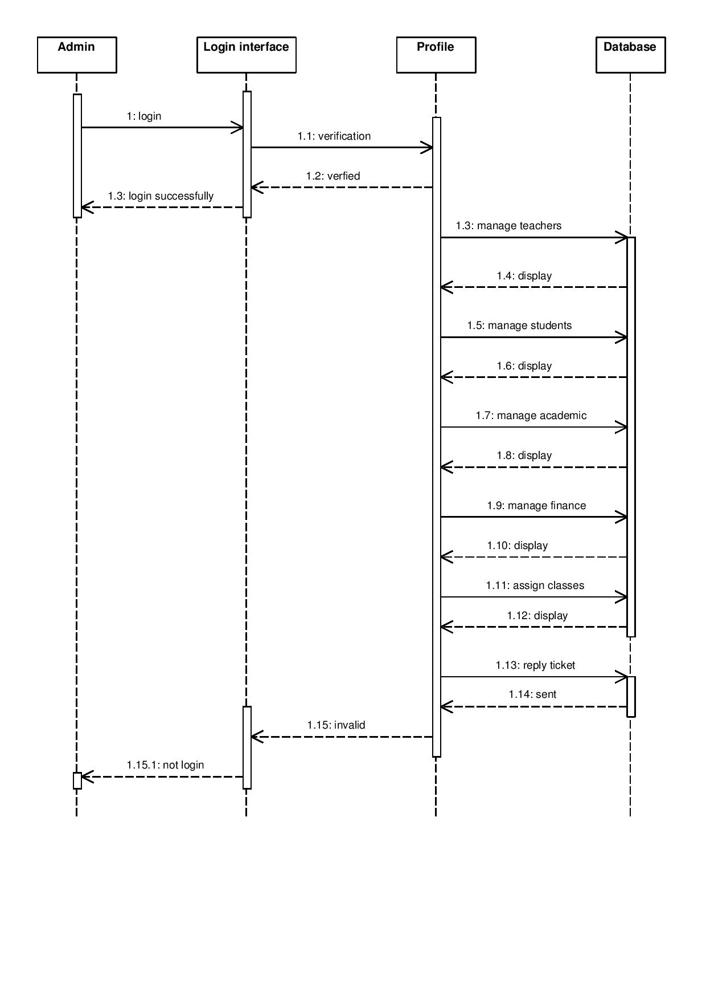 Admin
Login interface
Profile
Database
1: login
1.1: verification
1.2: verfied
1.3: login successfully
1.3: manage teachers
1.4: display
1.5: manage students
1.6: display
1.7: manage academic
1.8: display
1.9: manage finance
1.10: display
1.11: assign classes
1.12: display
1.13: reply ticket
1.14: sent
1.15: invalid
1.15.1: not login